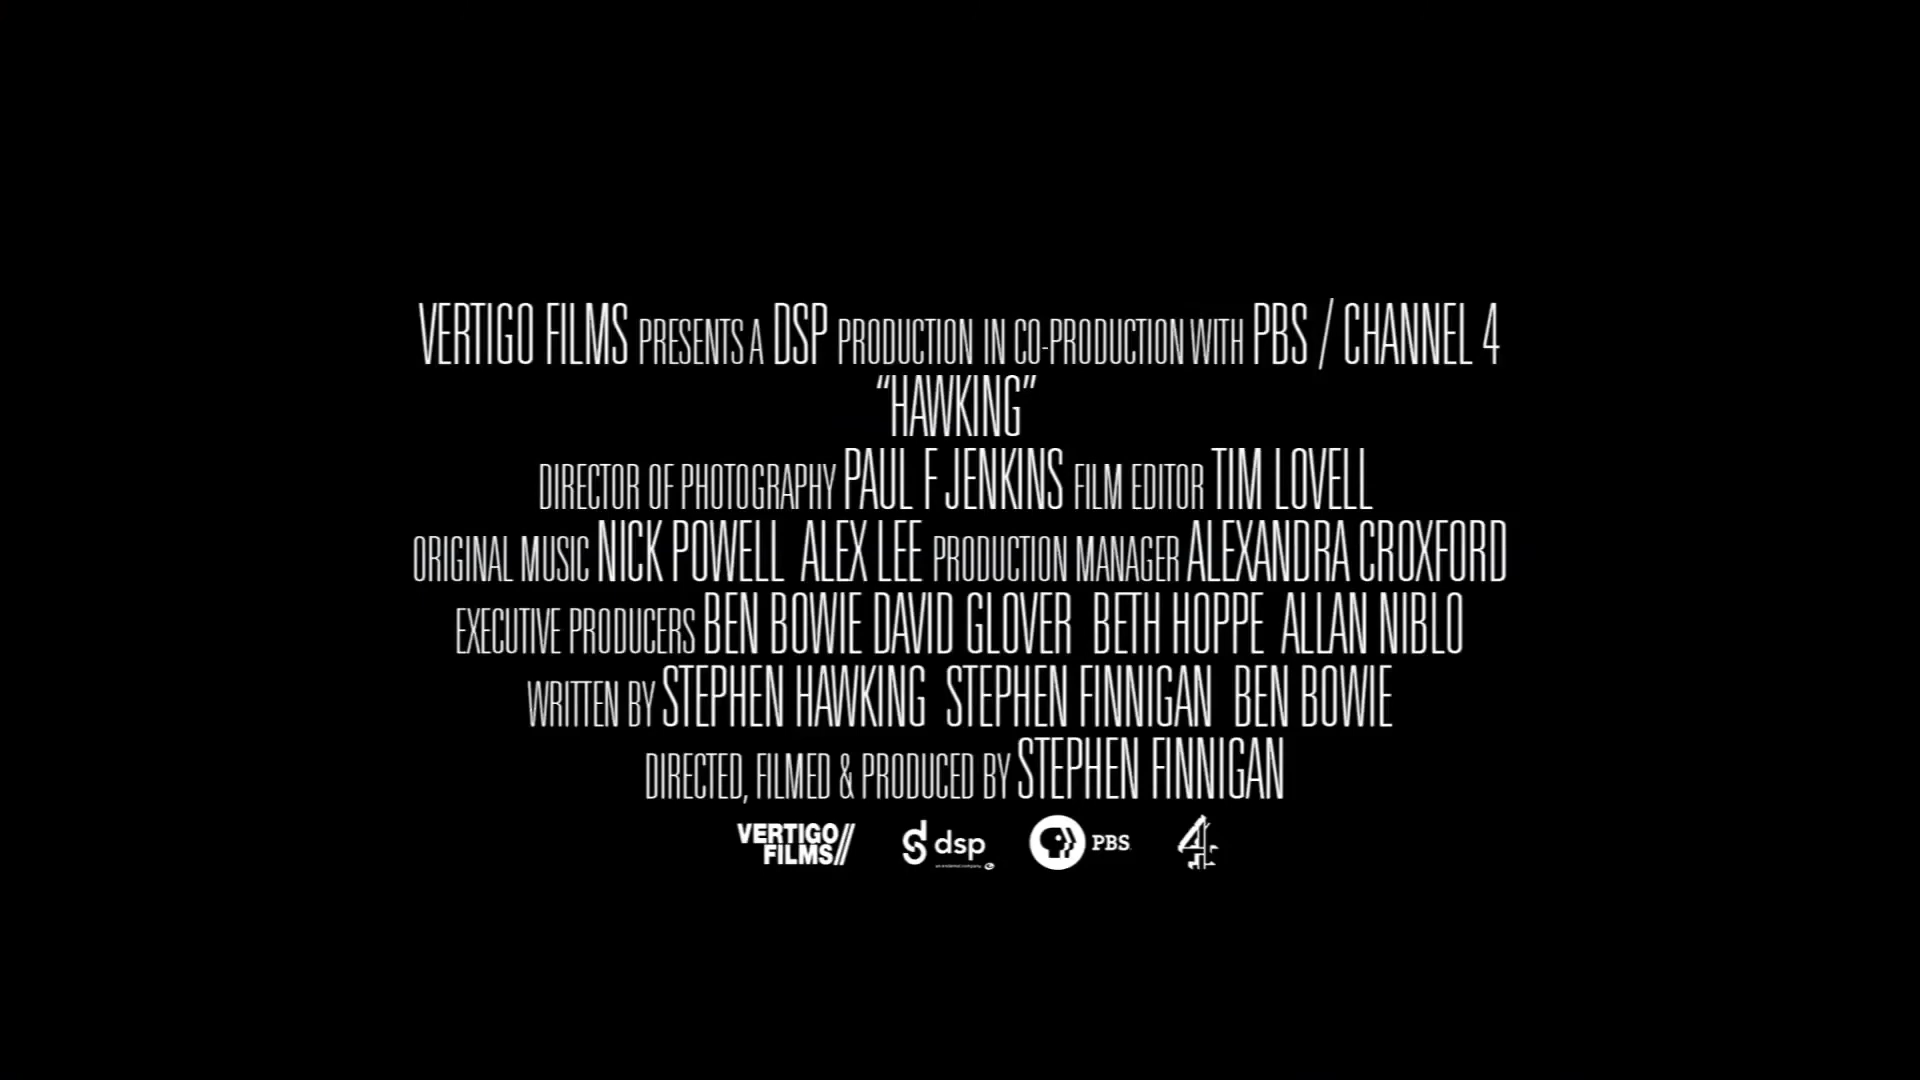 VERTIGO FILMS PRESENTS A DSP PRODUCTION IN CO-PRODUCTION WITH PBS / CHANNEL 4
“HAWKING”
DIRECTOR OF PHOTOGRAPHY PAUL F JENKINS FILM EDITOR TIM LOVELL
ORIGINAL MUSIC NICK POWELL ALEX LEE PRODUCTION MANAGER ALEXANDRA CROXFORD
EXECUTIVE PRODUCERS BEN BOWIE DAVID GLOVER BETH HOPPE ALLAN NIBLO
WRITTEN BY STEPHEN HAWKING STEPHEN FINNIGAN BEN BOWIE
DIRECTED, FILMED & PRODUCED BY STEPHEN FINNIGAN
VERTIGO FILMS// dsp PBS 4